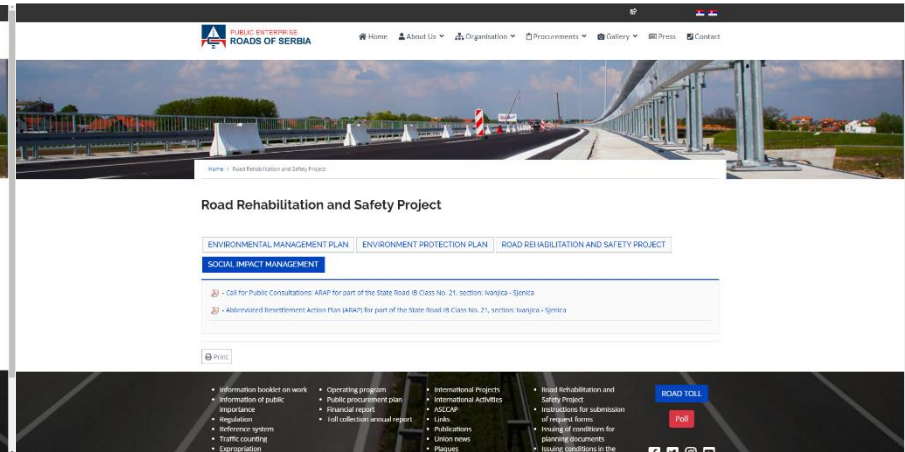 PUBLIC ENTERPRISE
ROADS OF SERBIA
Home About Us Organisation Procurements Gallery Press Contact
Home / Road Rehabilitation and Safety Project
Road Rehabilitation and Safety Project
ENVIRONMENTAL MANAGEMENT PLAN ENVIRONMENT PROTECTION PLAN ROAD REHABILITATION AND SAFETY PROJECT
SOCIAL IMPACT MANAGEMENT
- Call for Public Consultations: ARAP for part of the State Road IB Class No. 21, section: Ivanjica - Sjenica
- Abbreviated Resettlement Action Plan (ARAP) for part of the State Road IB Class No. 21, section: Ivanjica - Sjenica
Print
• Information booklet on work
• Information of public
importance
• Regulation
• Reference system
• Traffic counting
• Expropriation
• Operating program
• Public procurement plan
• Financial report
• Toll collection annual report
• International Projects
• International Activities
• ASECAP
• Links
• Publications
• Union news
• Plaques
• Road Rehabilitation and
Safety Project
• Instructions for submission
of request forms
• Issuing of conditions for
planning documents
• Issuing conditions in the
ROAD TOLL
Poll